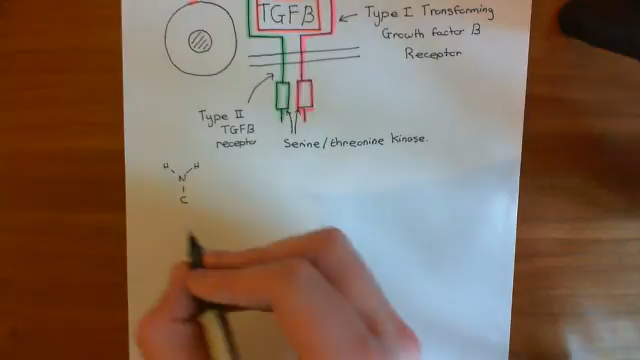 TGFβ
Type I Transforming
Growth factor β
Receptor
Type II
TGFβ
receptor
Serine/threonine kinase.
H H
N
C